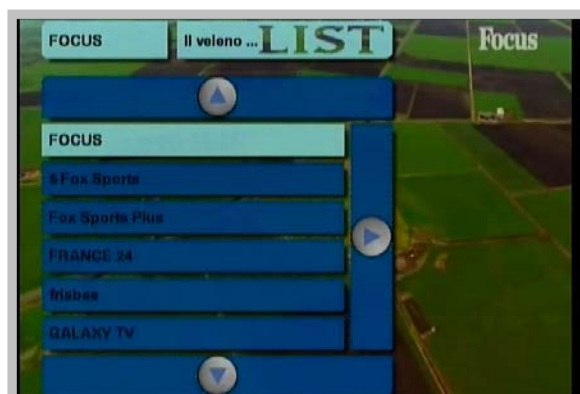 FOCUS
Il veleno ... LIST
Focus
FOCUS
Fox Sports
Fox Sports Plus
FRANCE 24
frisbee
GALAXY TV